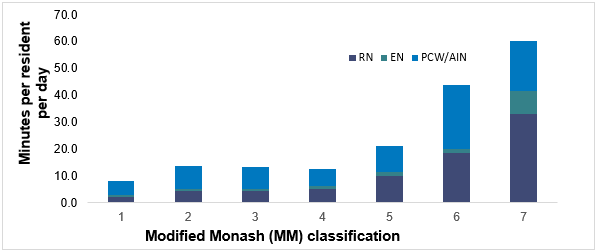 70.0
60.0
50.0
40.0
30.0
20.0
10.0
0.0
Minutes per resident
per day
RN EN PCW/AIN
1 2 3 4 5 6 7
Modified Monash (MM) classification